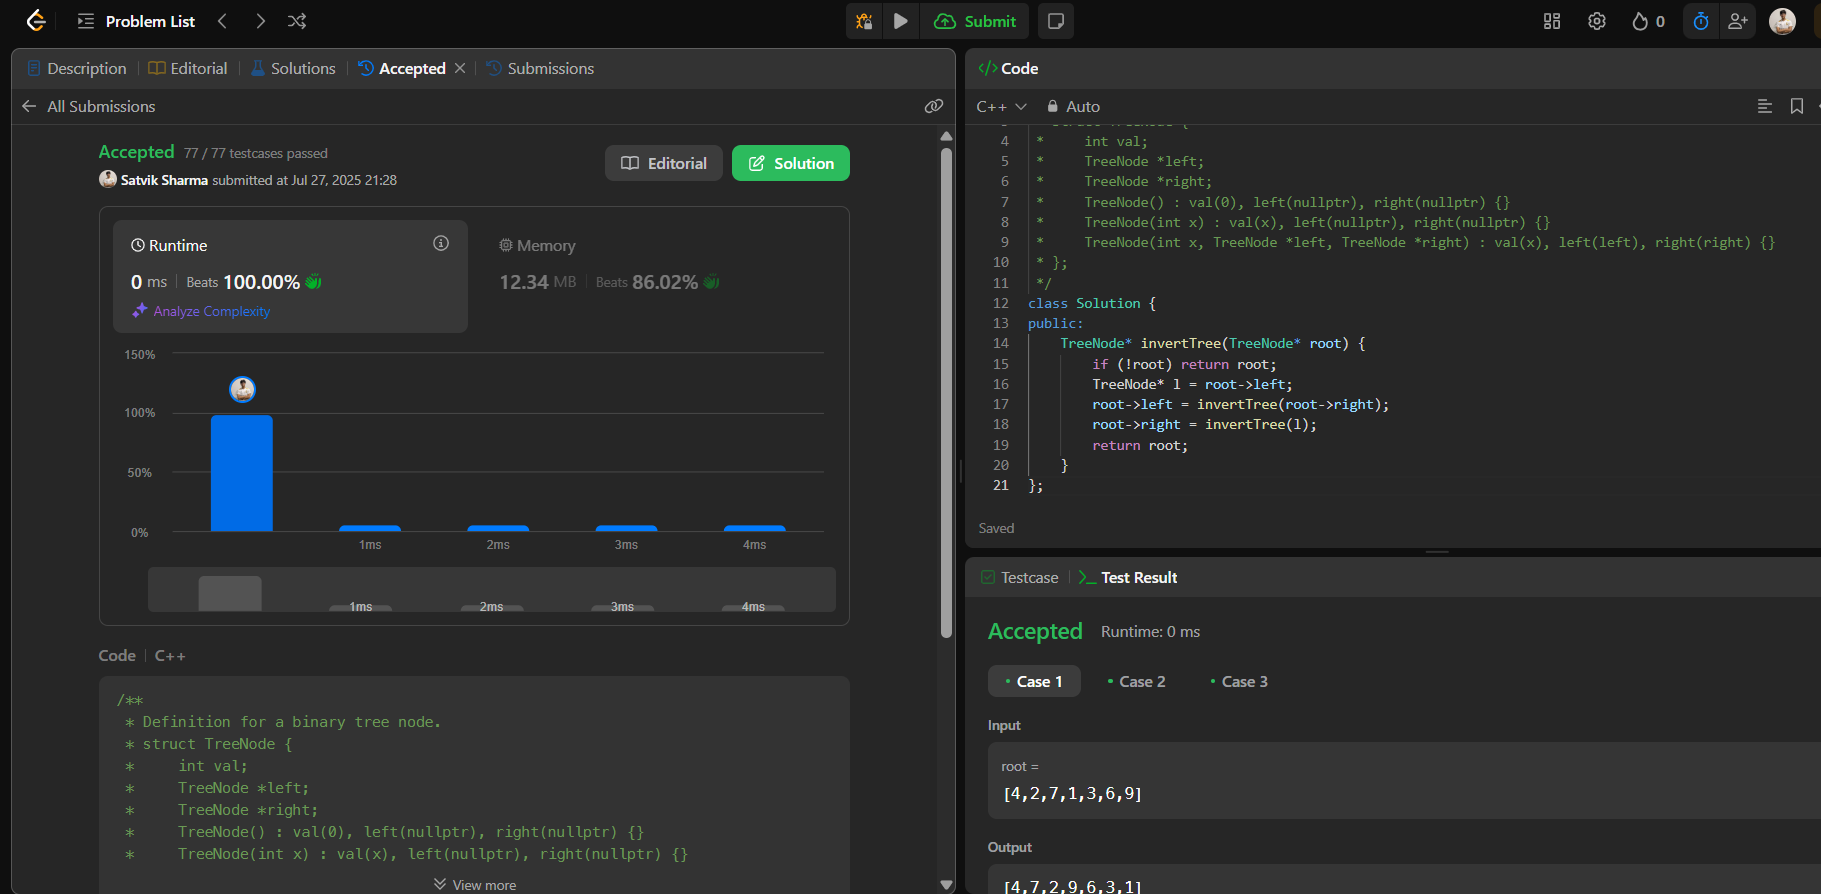 Problem List
Submit
0
Description
Editorial
Solutions
Accepted
Submissions
All Submissions
Accepted 77 / 77 testcases passed
Satvik Sharma submitted at Jul 27, 2025 21:28
Editorial
Solution
Runtime
0 ms Beats 100.00%
Analyze Complexity
Memory
12.34 MB Beats 86.02%
150%
100%
50%
0%
1ms 2ms 3ms 4ms
1ms 2ms 3ms 4ms
Code C++
/**
* Definition for a binary tree node.
* struct TreeNode {
*     int val;
*     TreeNode *left;
*     TreeNode *right;
*     TreeNode() : val(0), left(nullptr), right(nullptr) {}
*     TreeNode(int x) : val(x), left(nullptr), right(nullptr) {}
View more
</> Code
C++ Auto
4 *     int val;
5 *     TreeNode *left;
6 *     TreeNode *right;
7 *     TreeNode() : val(0), left(nullptr), right(nullptr) {}
8 *     TreeNode(int x) : val(x), left(nullptr), right(nullptr) {}
9 *     TreeNode(int x, TreeNode *left, TreeNode *right) : val(x), left(left), right(right) {}
10 * };
11 */
12 class Solution {
13 public:
14     TreeNode* invertTree(TreeNode* root) {
15         if (!root) return root;
16         TreeNode* l = root->left;
17         root->left = invertTree(root->right);
18         root->right = invertTree(l);
19         return root;
20     }
21 };
Saved
Testcase
Test Result
Accepted Runtime: 0 ms
Case 1
Case 2
Case 3
Input
root =
[4,2,7,1,3,6,9]
Output
[4,7,2,9,6,3,1]